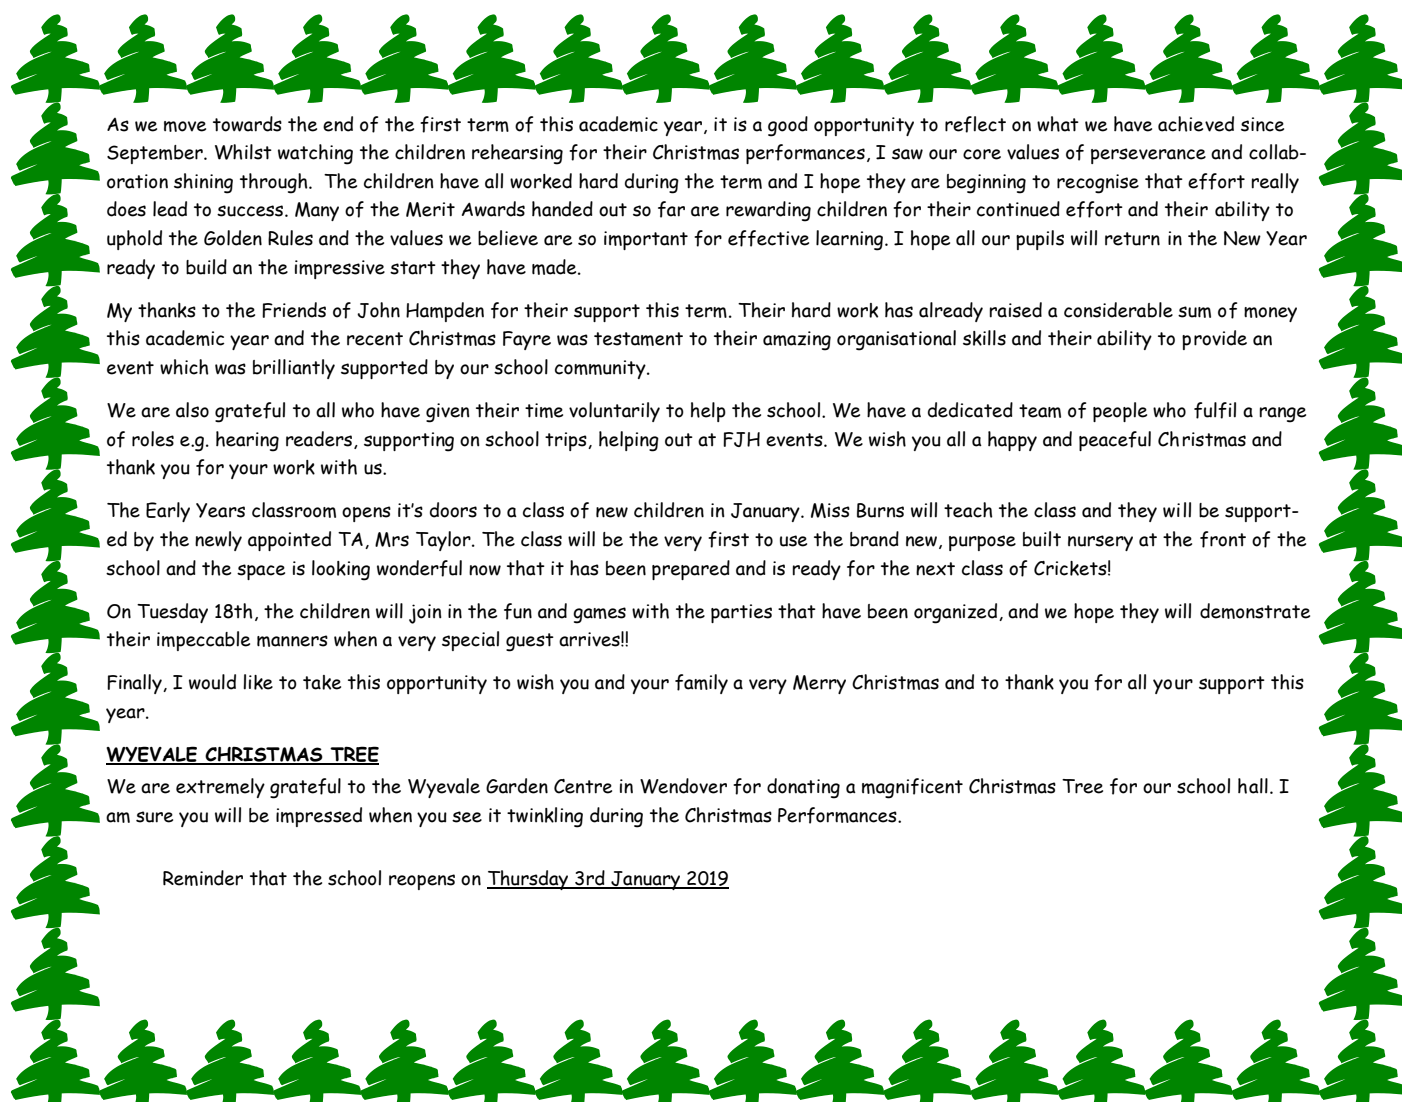 As we move towards the end of the first term of this academic year, it is a good opportunity to reflect on what we have achieved since
September. Whilst watching the children rehearsing for their Christmas performances, I saw our core values of perseverance and collab-
oration shining through.  The children have all worked hard during the term and I hope they are beginning to recognise that effort really
does lead to success. Many of the Merit Awards handed out so far are rewarding children for their continued effort and their ability to
uphold the Golden Rules and the values we believe are so important for effective learning. I hope all our pupils will return in the New Year
ready to build an the impressive start they have made.
My thanks to the Friends of John Hampden for their support this term. Their hard work has already raised a considerable sum of money
this academic year and the recent Christmas Fayre was testament to their amazing organisational skills and their ability to provide an
event which was brilliantly supported by our school community.
We are also grateful to all who have given their time voluntarily to help the school. We have a dedicated team of people who fulfil a range
of roles e.g. hearing readers, supporting on school trips, helping out at FJH events. We wish you all a happy and peaceful Christmas and
thank you for your work with us.
The Early Years classroom opens it's doors to a class of new children in January. Miss Burns will teach the class and they will be support-
ed by the newly appointed TA, Mrs Taylor. The class will be the very first to use the brand new, purpose built nursery at the front of the
school and the space is looking wonderful now that it has been prepared and is ready for the next class of Crickets!
On Tuesday 18th, the children will join in the fun and games with the parties that have been organized, and we hope they will demonstrate
their impeccable manners when a very special guest arrives!!
Finally, I would like to take this opportunity to wish you and your family a very Merry Christmas and to thank you for all your support this
year.
WYEVALE CHRISTMAS TREE
We are extremely grateful to the Wyevale Garden Centre in Wendover for donating a magnificent Christmas Tree for our school hall. I
am sure you will be impressed when you see it twinkling during the Christmas Performances.
Reminder that the school reopens on Thursday 3rd January 2019